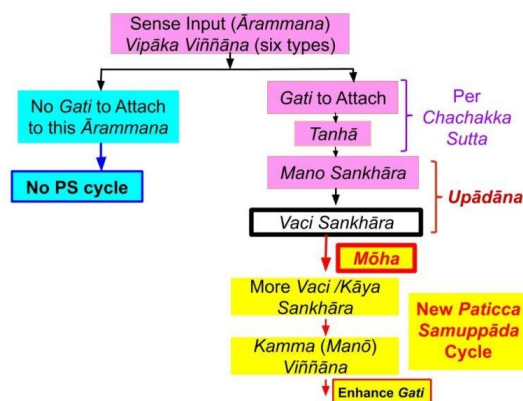 Sense Input (Ārammana)
Vipāka Viññāna (six types)
No Gati to Attach
to this Ārammana
No PS cycle
Gati to Attach
Tanhā
Per
Chachakka
Sutta
Mano Sankhāra
Vaci Sankhāra
Upādāna
Mōha
More Vaci /Kāya
Sankhāra
Kamma (Manō)
Viññāna
New Paticca
Samuppāda
Cycle
Enhance Gati